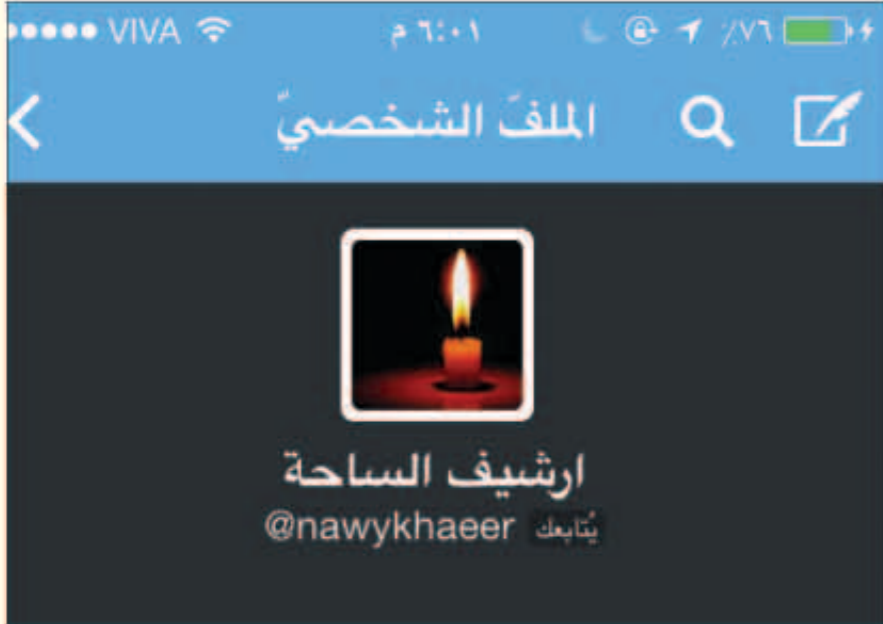 VIVA ٦:٠١ م ٪٧٦
الملفّ الشخصيّ
ارشيف الساحة
@nawykhaeer يُتابعك